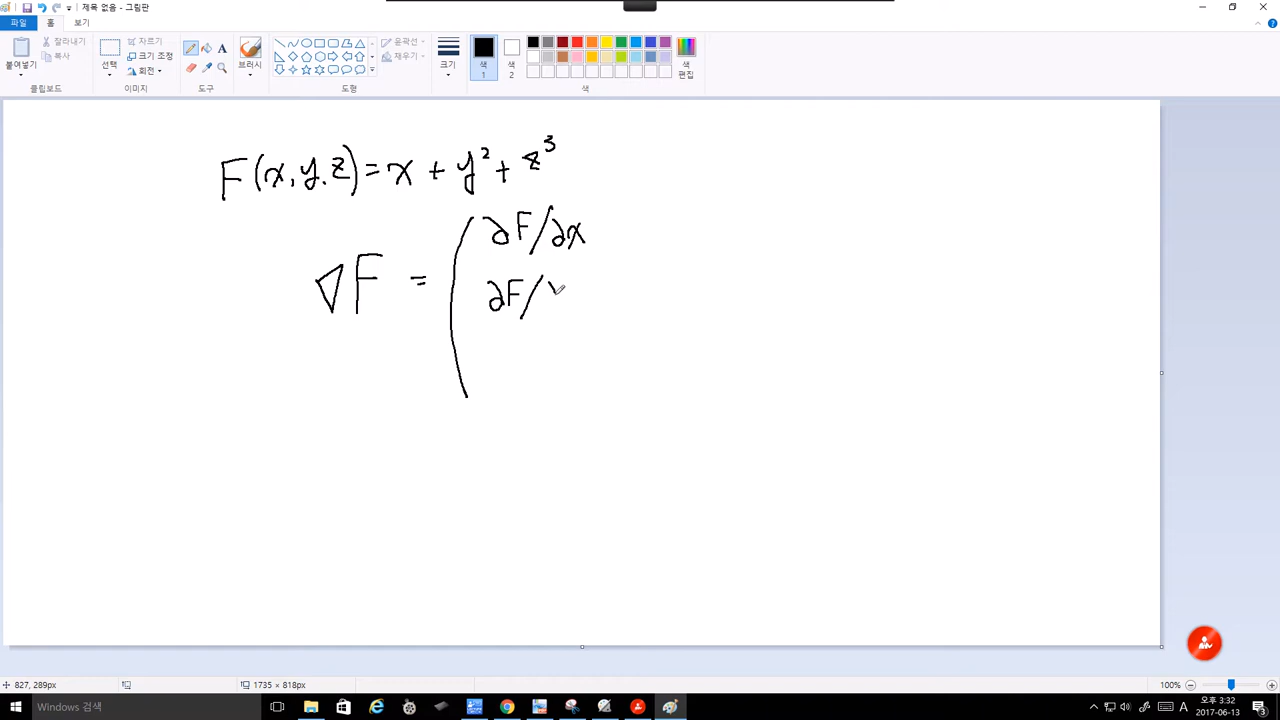 제목 없음 - 그림판
파일 홈 보기
붙여넣기 잘라내기 복사 선택 자르기 크기 조정 회전 브러시 윤곽선 채우기 크기 색 1 색 2 색 편집
클립보드 이미지 도구 도형 색
F(x,y,z)=x+y²+z³
∇F = ( ∂F/∂x
∂F/
827, 289px 1735 × 818px 100%
Windows 검색 A 오후 3:32
2017-06-13